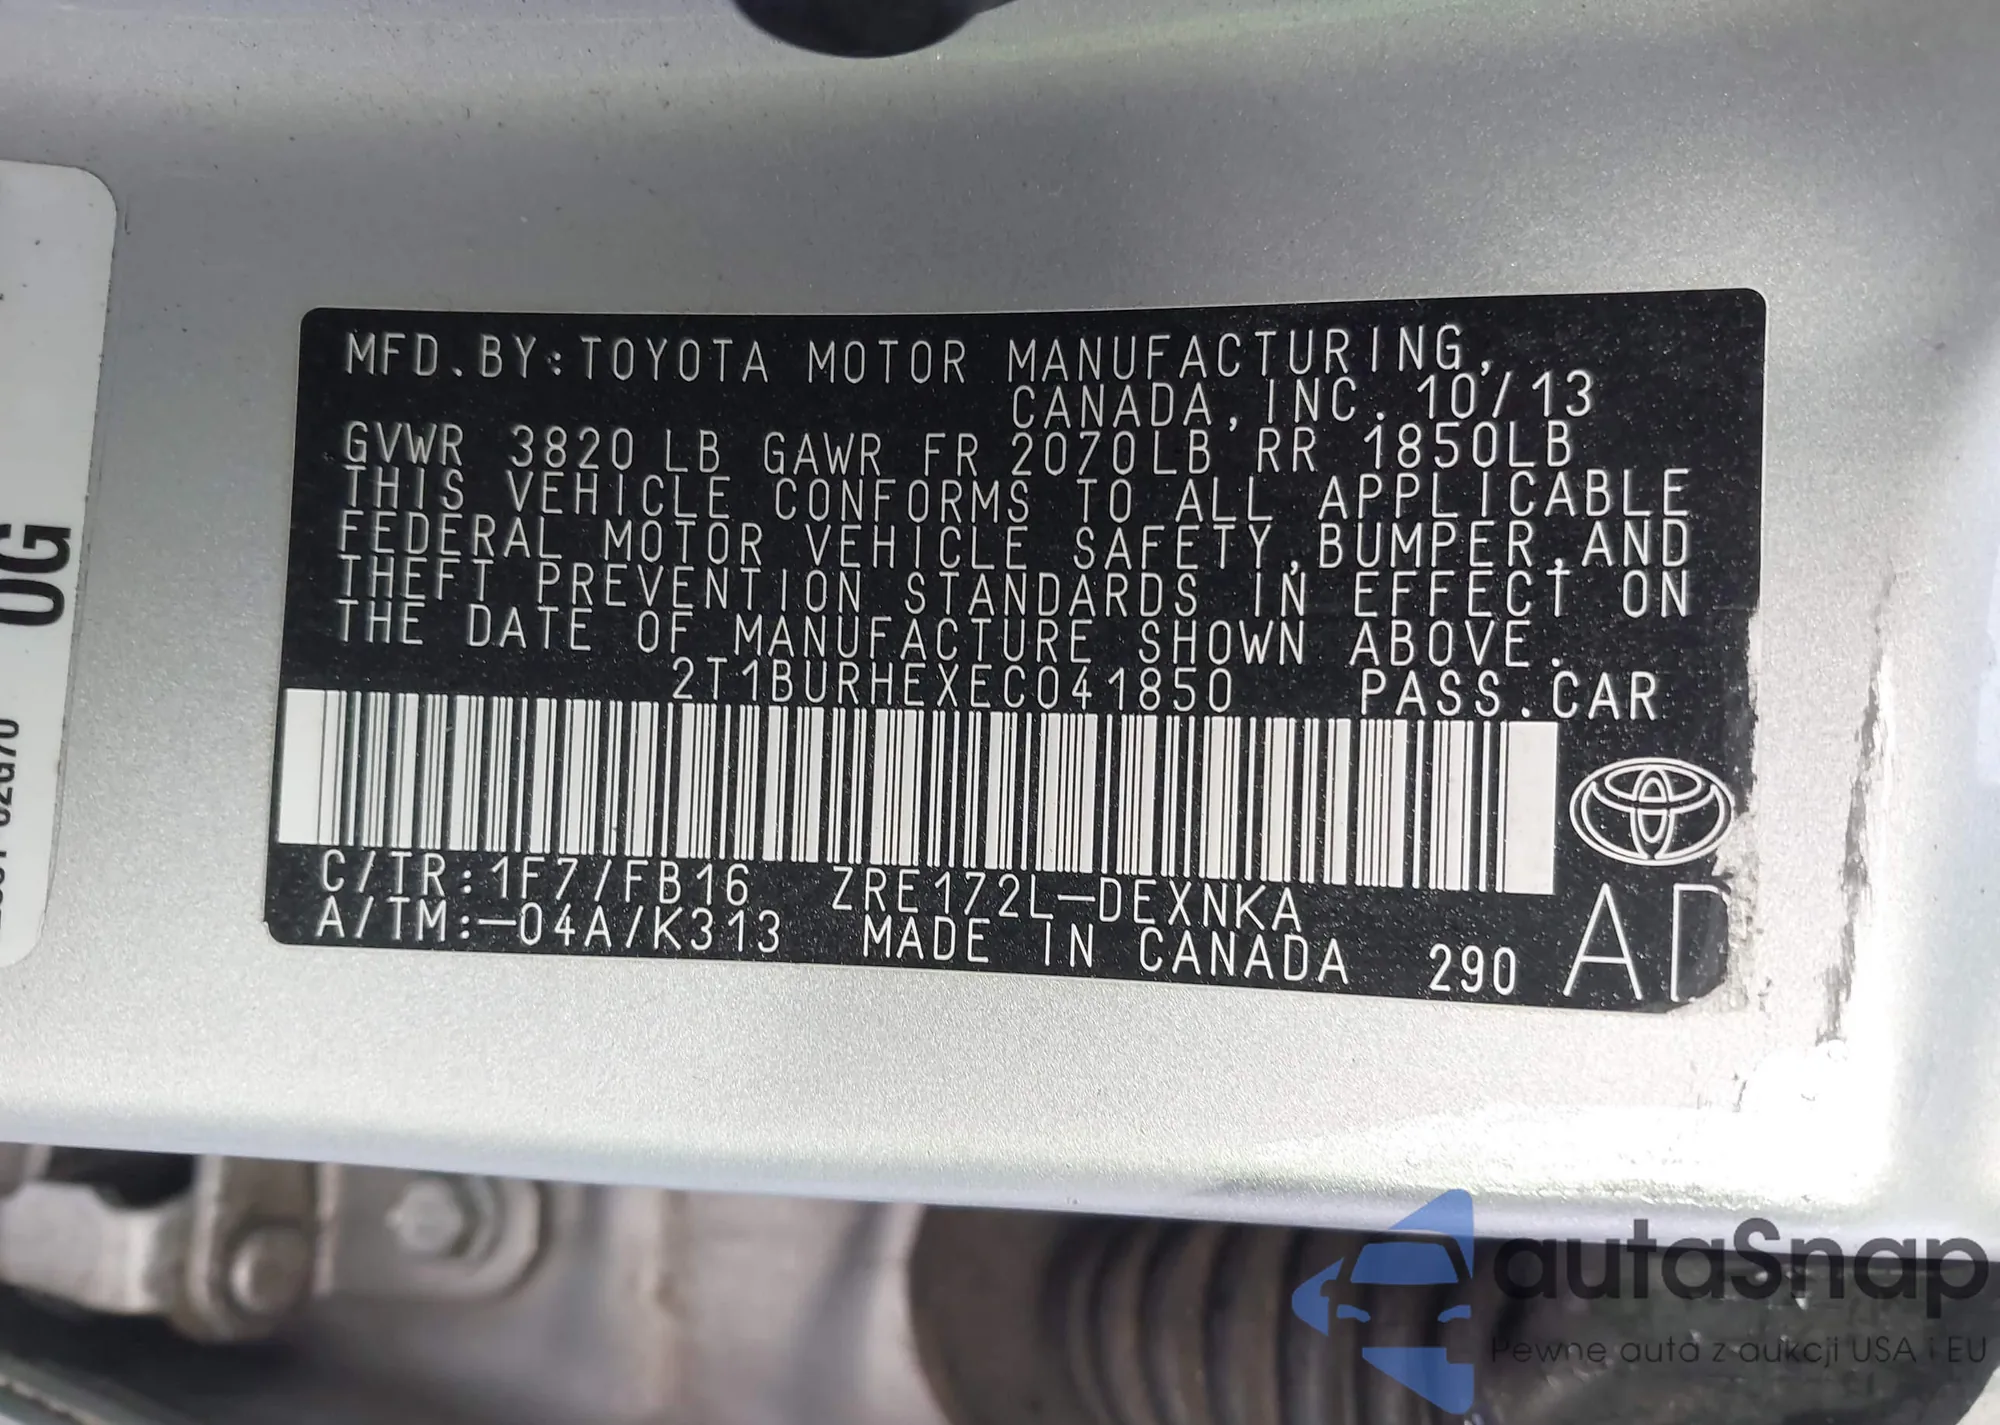 MFD.BY:TOYOTA MOTOR MANUFACTURING,
CANADA,INC. 10/13
GVWR 3820 LB GAWR FR 2070LB RR 1850LB
THIS VEHICLE CONFORMS TO ALL APPLICABLE
FEDERAL MOTOR VEHICLE SAFETY,BUMPER,AND
THEFT PREVENTION STANDARDS IN EFFECT ON
THE DATE OF MANUFACTURE SHOWN ABOVE.
2T1BURHEXEC041850 PASS.CAR
C/TR:1F7/FB16 ZRE172L-DEXNKA
A/TM:-04A/K313 MADE IN CANADA 290 AD
0G
autaSnap
Pewne auta z aukcji USA i EU